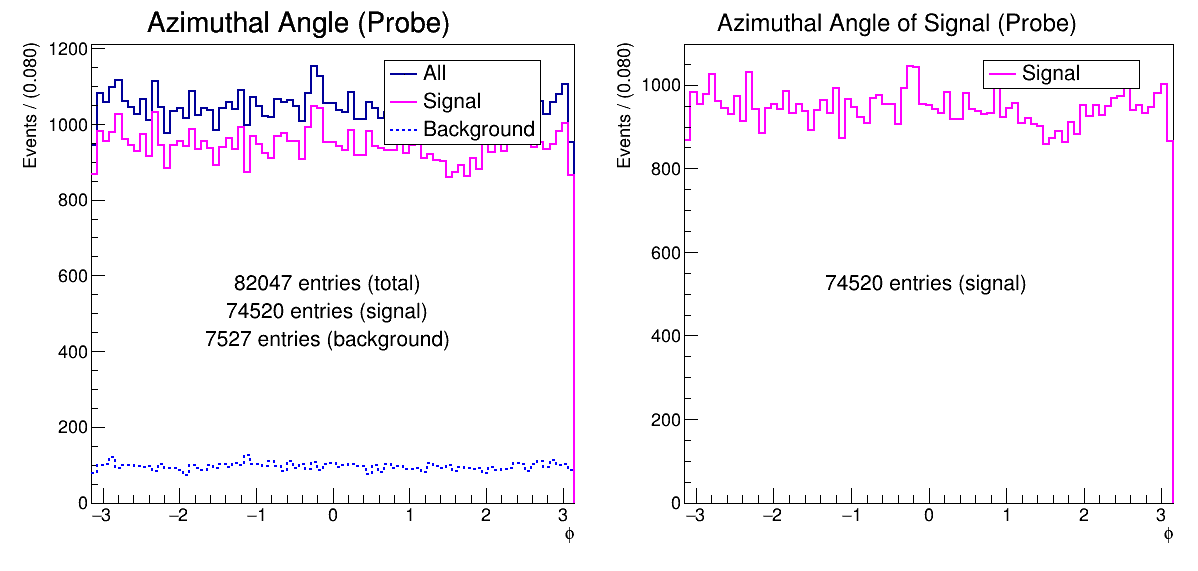 Azimuthal Angle (Probe)
Events / (0.080)
1200
1000
800
600
400
200
0
All
Signal
Background
82047 entries (total)
74520 entries (signal)
7527 entries (background)
−3 −2 −1 0 1 2 3
ϕ
Azimuthal Angle of Signal (Probe)
Events / (0.080)
1000
800
600
400
200
0
Signal
74520 entries (signal)
−3 −2 −1 0 1 2 3
ϕ